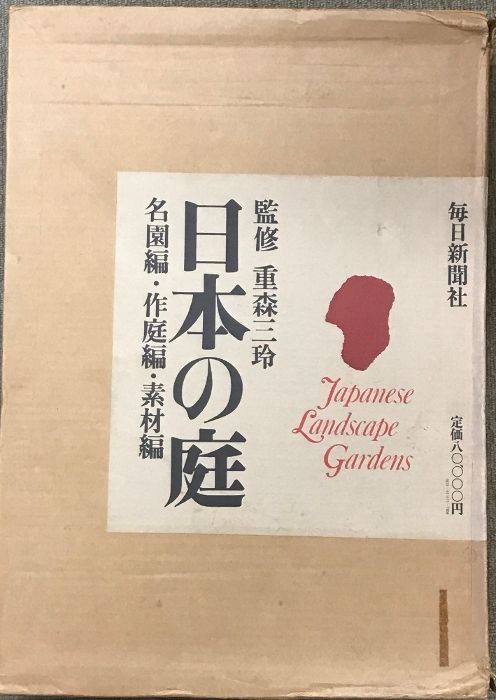 毎日新聞社
定価八〇、〇〇〇円
Japanese
Landscape
Gardens
監修 重森三玲
日本の庭
名園編・作庭編・素材編